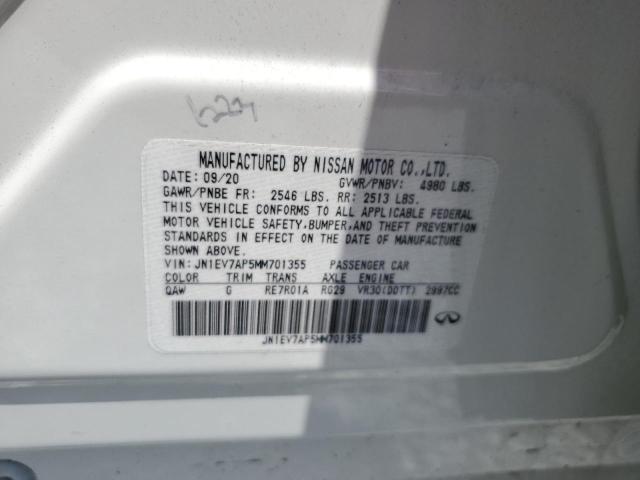 MANUFACTURED BY NISSAN MOTOR CO.,LTD.
DATE: 09/20 GVWR/PNBV: 4980 LBS.
GAWR/PNBE FR: 2546 LBS. RR: 2513 LBS.
THIS VEHICLE CONFORMS TO ALL APPLICABLE FEDERAL
MOTOR VEHICLE SAFETY,BUMPER,AND THEFT PREVENTION
STANDARDS IN EFFECT ON THE DATE OF MANUFACTURE
SHOWN ABOVE.
VIN: JN1EV7AP5MM701355 PASSENGER CAR
COLOR TRIM TRANS AXLE ENGINE
QAW G RE7R01A RG29 VR30(DDTT) 2997CC
JN1EV7AP5MM701355